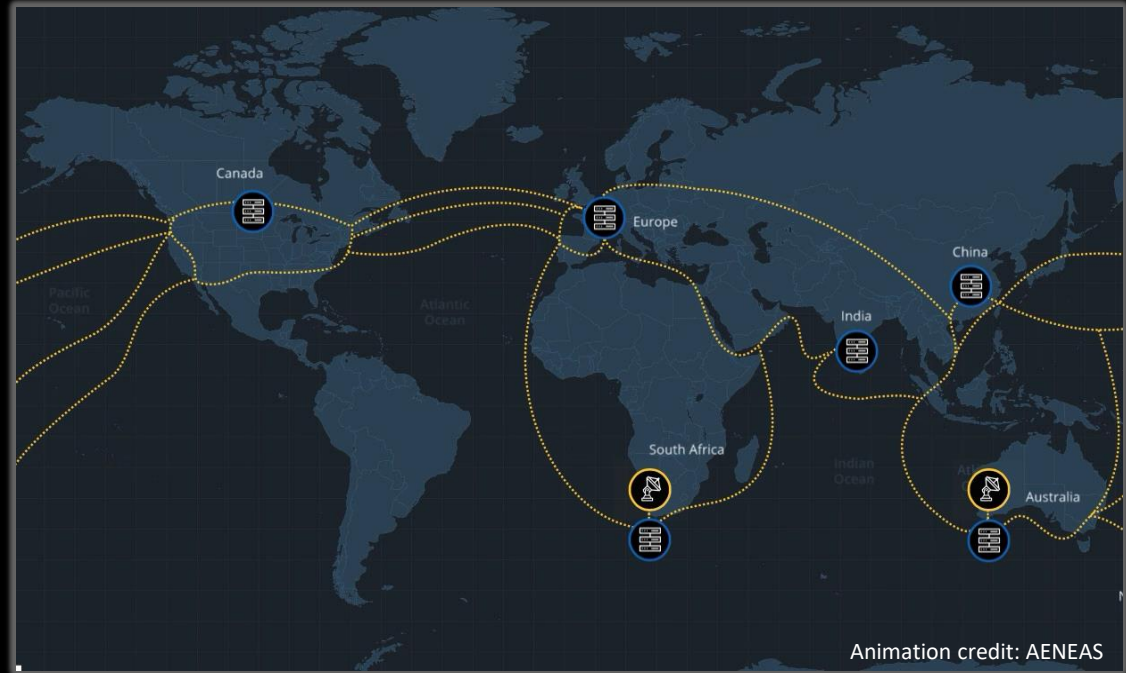 Canada
Europe
China
Pacific
Ocean
Atlantic
Ocean
India
South Africa
Indian
Ocean
Australia
Animation credit: AENEAS